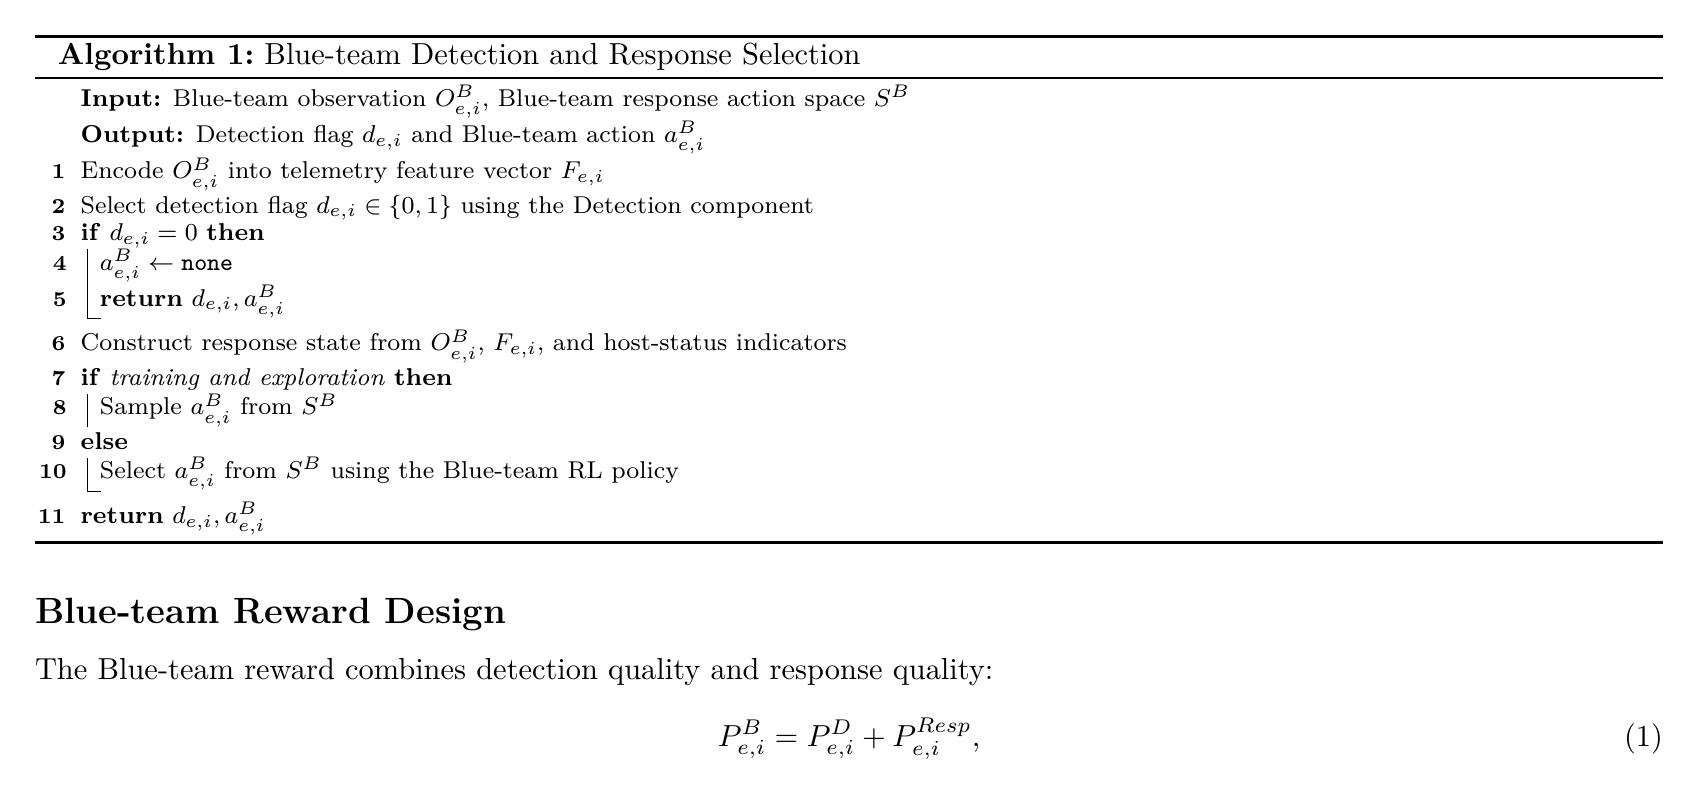 Algorithm 1: Blue-team Detection and Response Selection
Input: Blue-team observation $O^B_{e,i}$, Blue-team response action space $S^B$
Output: Detection flag $d_{e,i}$ and Blue-team action $a^B_{e,i}$
1 Encode $O^B_{e,i}$ into telemetry feature vector $F_{e,i}$
2 Select detection flag $d_{e,i} \in \{0, 1\}$ using the Detection component
3 if $d_{e,i} = 0$ then
4 $a^B_{e,i} \leftarrow$ none
5 return $d_{e,i}, a^B_{e,i}$
6 Construct response state from $O^B_{e,i}$, $F_{e,i}$, and host-status indicators
7 if training and exploration then
8 Sample $a^B_{e,i}$ from $S^B$
9 else
10 Select $a^B_{e,i}$ from $S^B$ using the Blue-team RL policy
11 return $d_{e,i}, a^B_{e,i}$
Blue-team Reward Design
The Blue-team reward combines detection quality and response quality:
$P^B_{e,i} = P^D_{e,i} + P^{Resp}_{e,i},$ (1)